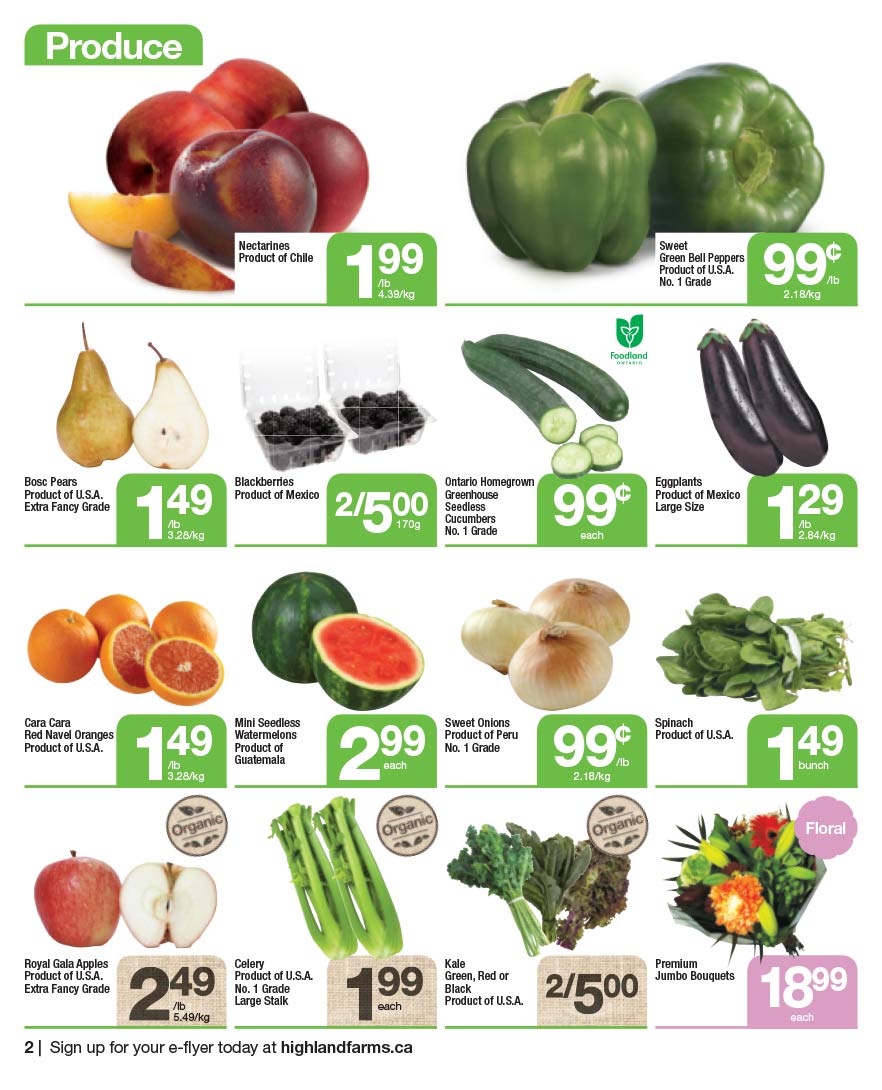 Produce
Nectarines
Product of Chile
1.99
/lb
4.39/kg
Sweet
Green Bell Peppers
Product of U.S.A.
No. 1 Grade
99¢
/lb
2.18/kg
Bosc Pears
Product of U.S.A.
Extra Fancy Grade
1.49
/lb
3.28/kg
Blackberries
Product of Mexico
2/5.00
170g
Foodland
ONTARIO
Ontario Homegrown
Greenhouse
Seedless
Cucumbers
No. 1 Grade
99¢
each
Eggplants
Product of Mexico
Large Size
1.29
/lb
2.84/kg
Cara Cara
Red Navel Oranges
Product of U.S.A.
1.49
/lb
3.28/kg
Mini Seedless
Watermelons
Product of
Guatemala
2.99
each
Sweet Onions
Product of Peru
No. 1 Grade
99¢
/lb
2.18/kg
Spinach
Product of U.S.A.
1.49
bunch
Organic
Royal Gala Apples
Product of U.S.A.
Extra Fancy Grade
2.49
/lb
5.49/kg
Organic
Celery
Product of U.S.A.
No. 1 Grade
Large Stalk
1.99
each
Organic
Kale
Green, Red or
Black
Product of U.S.A.
2/5.00
Floral
Premium
Jumbo Bouquets
18.99
each
2 | Sign up for your e-flyer today at highlandfarms.ca